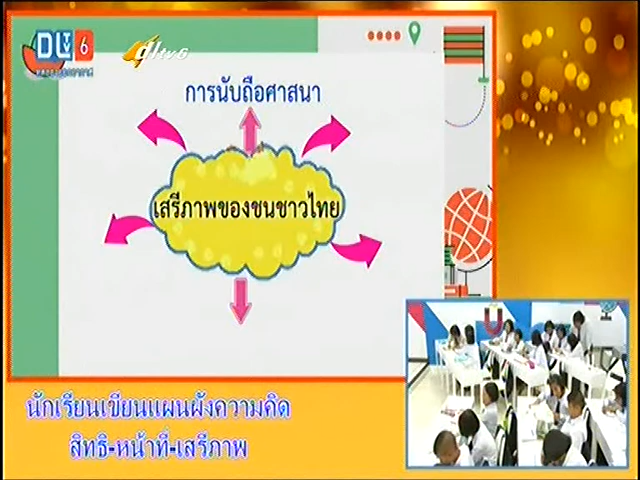 DLTV 6
dltv6
การนับถือศาสนา
เสรีภาพของชนชาวไทย
นักเรียนเขียนแผนผังความคิด
สิทธิ-หน้าที่-เสรีภาพ